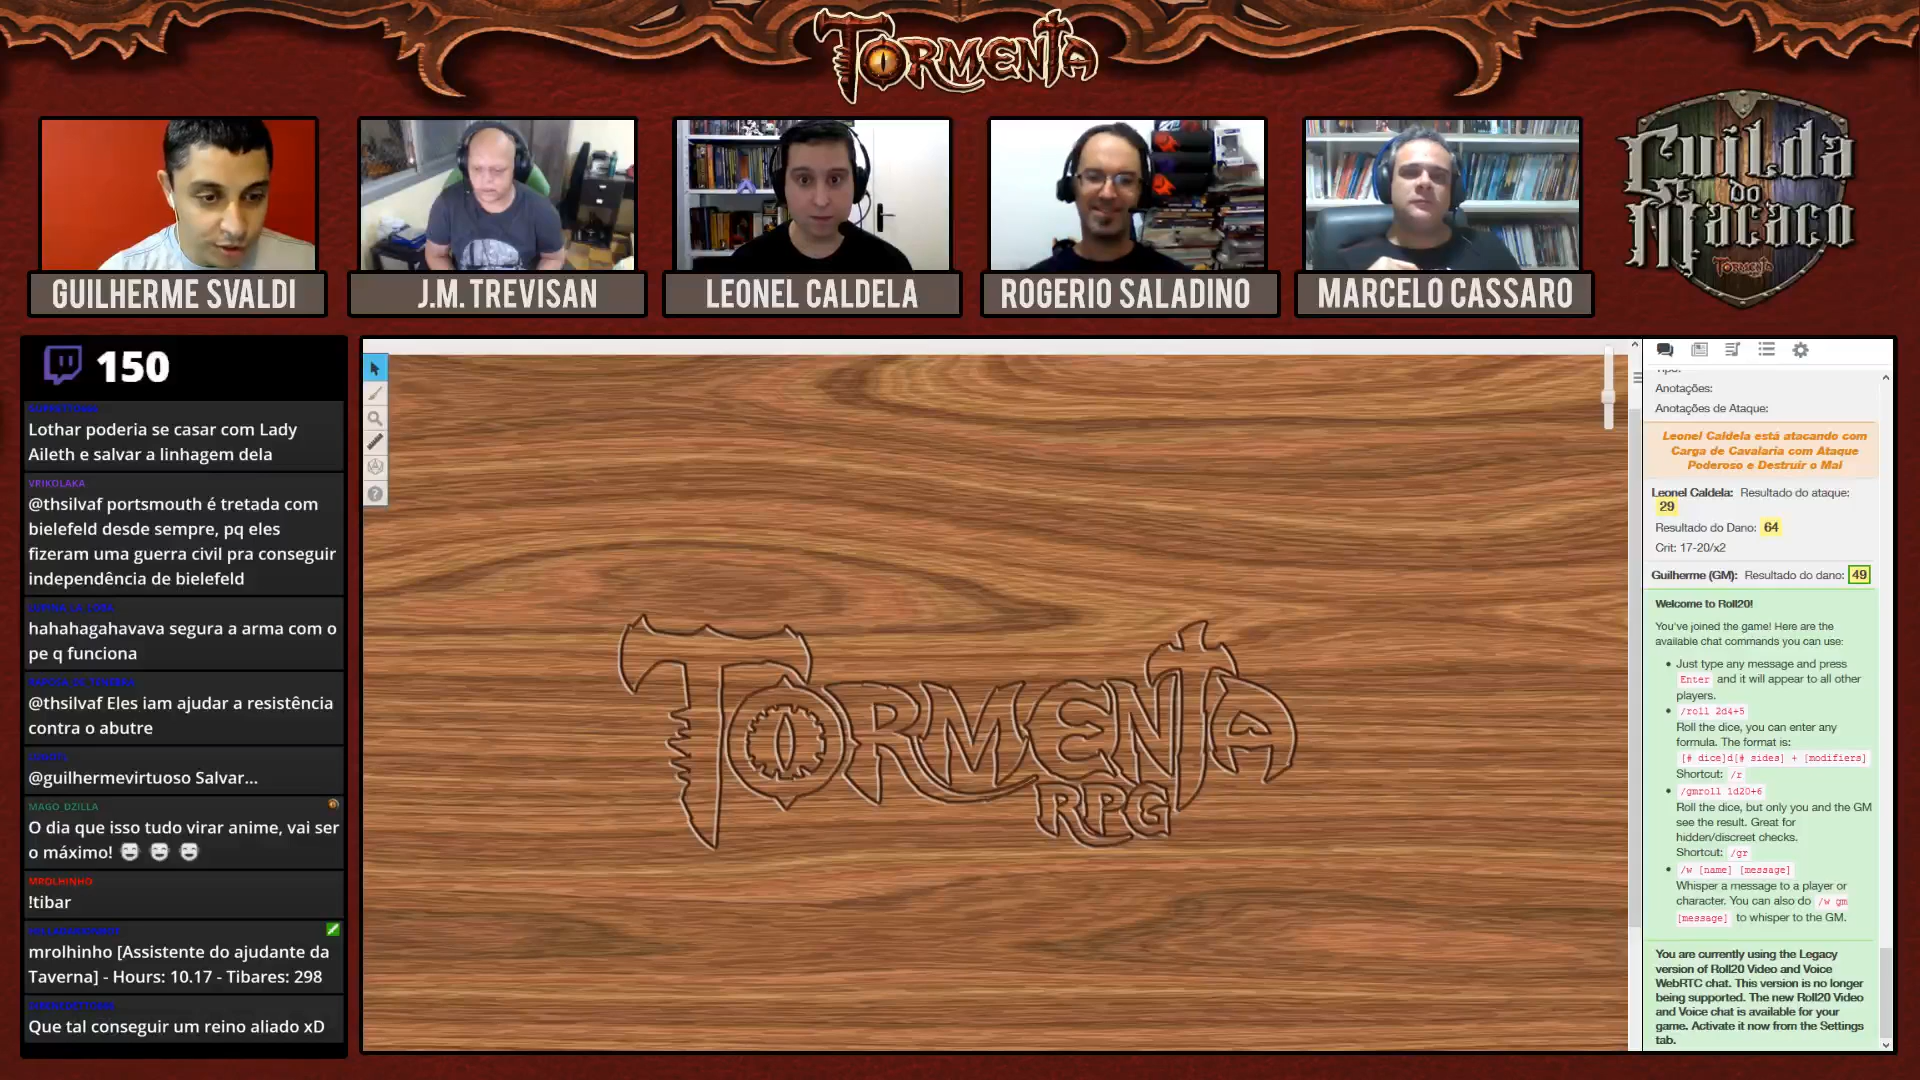 TORMENTA
GUILHERME SVALDI
J.M. TREVISAN
LEONEL CALDELA
ROGERIO SALADINO
MARCELO CASSARO
Guilda
do
Macaco
TORMENTA
150
Lothar poderia se casar com Lady
Aileth e salvar a linhagem dela
VRIKOLAKA
@thsilvaf portsmouth é tretada com
bielefeld desde sempre, pq eles
fizeram uma guerra civil pra conseguir
independência de bielefeld
hahahagahavava segura a arma com o
pe q funciona
@thsilvaf Eles iam ajudar a resistência
contra o abutre
@guilhermevirtuoso Salvar...
MAGO DZILLA
O dia que isso tudo virar anime, vai ser
o máximo!
MROLHINHO
!tibar
mrolhinho [Assistente do ajudante da
Taverna] - Hours: 10.17 - Tibares: 298
Que tal conseguir um reino aliado xD
TORMENTA
RPG
Tipo:
Anotações:
Anotações de Ataque:
Leonel Caldela está atacando com
Carga de Cavalaria com Ataque
Poderoso e Destruir o Mal
Leonel Caldela: Resultado do ataque:
29
Resultado do Dano: 64
Crit: 17-20/x2
Guilherme (GM): Resultado do dano: 49
Welcome to Roll20!
You've joined the game! Here are the
available chat commands you can use:
• Just type any message and press
Enter and it will appear to all other
players.
• /roll 2d4+5
Roll the dice, you can enter any
formula. The format is:
[# dice]d[# sides] + [modifiers]
Shortcut: /r
• /gmroll 1d20+6
Roll the dice, but only you and the GM
see the result. Great for
hidden/discreet checks.
Shortcut: /gr
• /w [name] [message]
Whisper a message to a player or
character. You can also do /w gm
[message] to whisper to the GM.
You are currently using the Legacy
version of Roll20 Video and Voice
WebRTC chat. This version is no longer
being supported. The new Roll20 Video
and Voice chat is available for your
game. Activate it now from the Settings
tab.